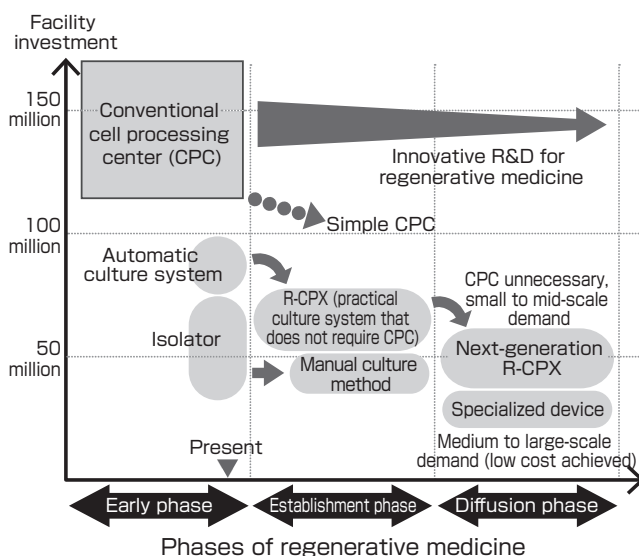 Facility
investment
150
million
100
million
50
million
Conventional
cell processing
center (CPC)
Innovative R&D for
regenerative medicine
Simple CPC
Automatic
culture system
Isolator
R-CPX (practical
culture system that
does not require CPC)
Manual culture
method
CPC unnecessary,
small to mid-scale
demand
Next-generation
R-CPX
Specialized device
Medium to large-scale
demand (low cost achieved)
Present
Early phase
Establishment phase
Diffusion phase
Phases of regenerative medicine